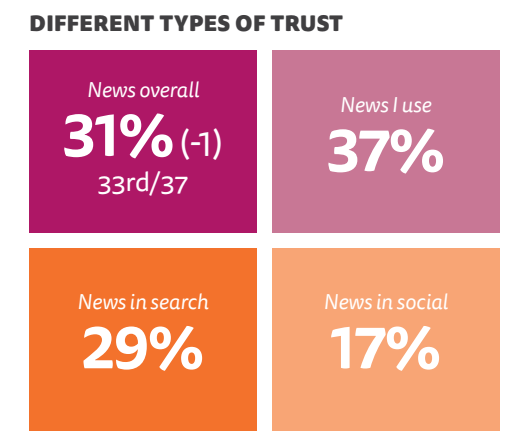 DIFFERENT TYPES OF TRUST
News overall
31% (-1)
33rd/37
News I use
37%
News in search
29%
News in social
17%